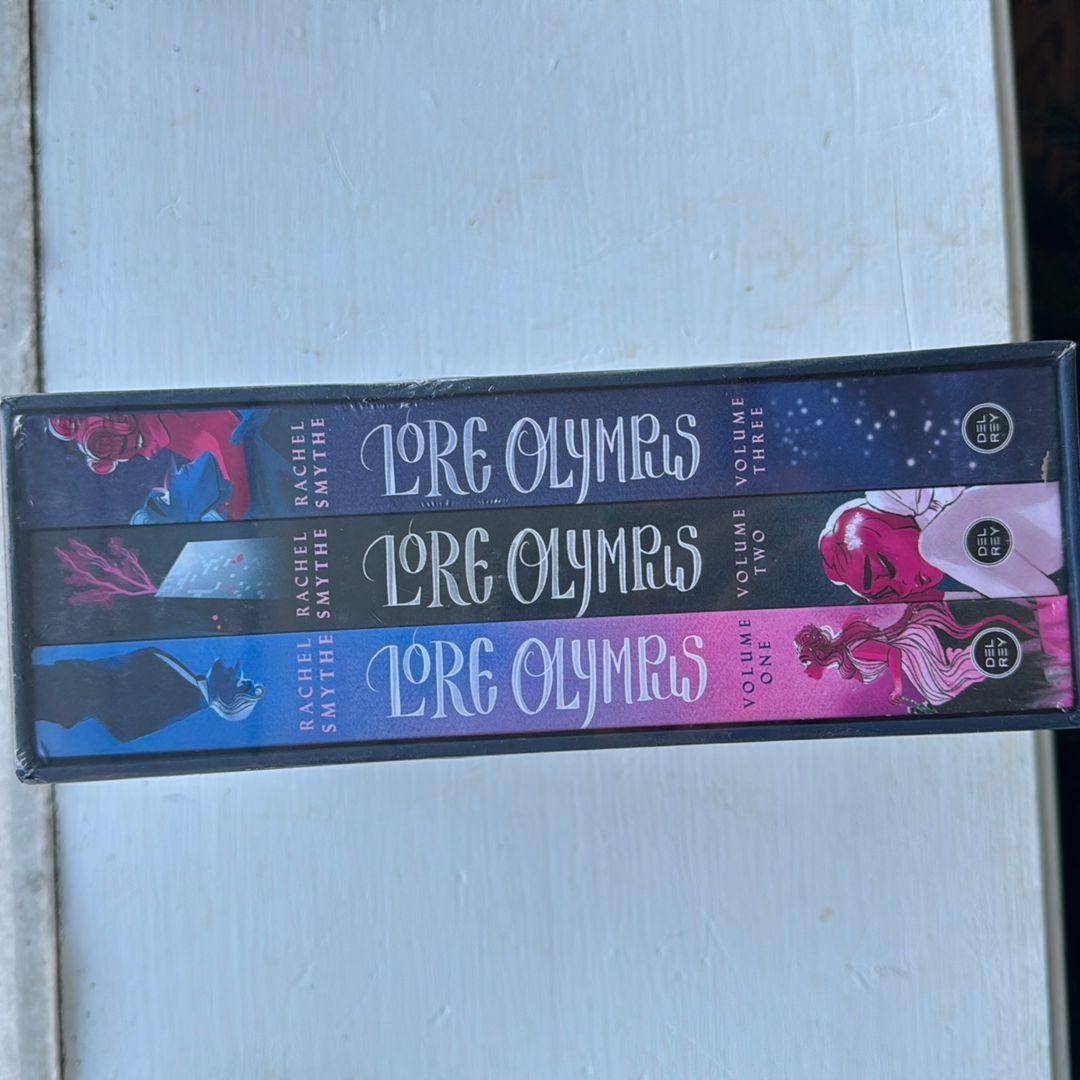 RACHEL
SMYTHE
LORE OLYMPUS
VOLUME
THREE
DEL
REY
RACHEL
SMYTHE
LORE OLYMPUS
VOLUME
TWO
DEL
REY
RACHEL
SMYTHE
LORE OLYMPUS
VOLUME
ONE
DEL
REY